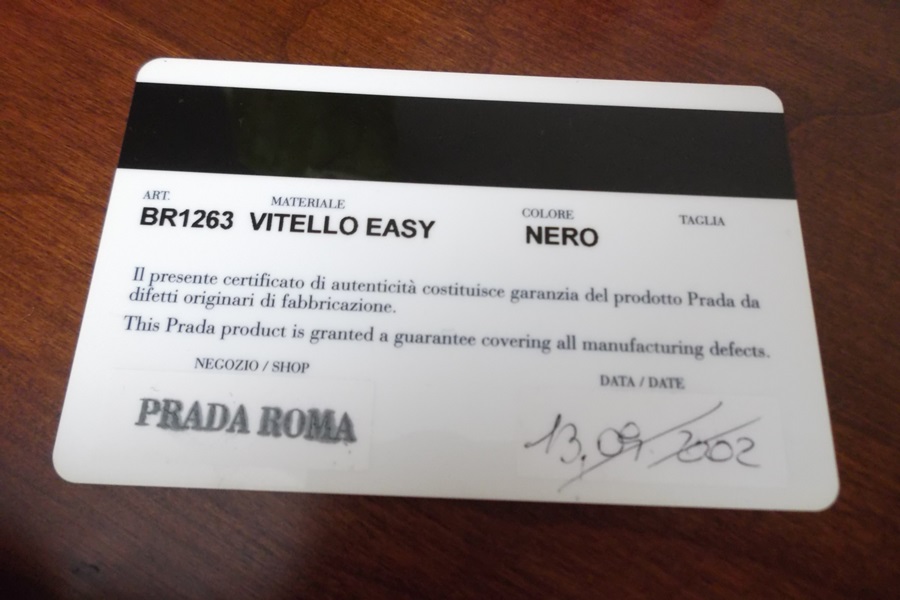 ART. MATERIALE COLORE TAGLIA
BR1263 VITELLO EASY NERO
Il presente certificato di autenticità costituisce garanzia del prodotto Prada da
difetti originari di fabbricazione.
This Prada product is granted a guarantee covering all manufacturing defects.
NEGOZIO / SHOP DATA / DATE
PRADA ROMA 13.09/2002